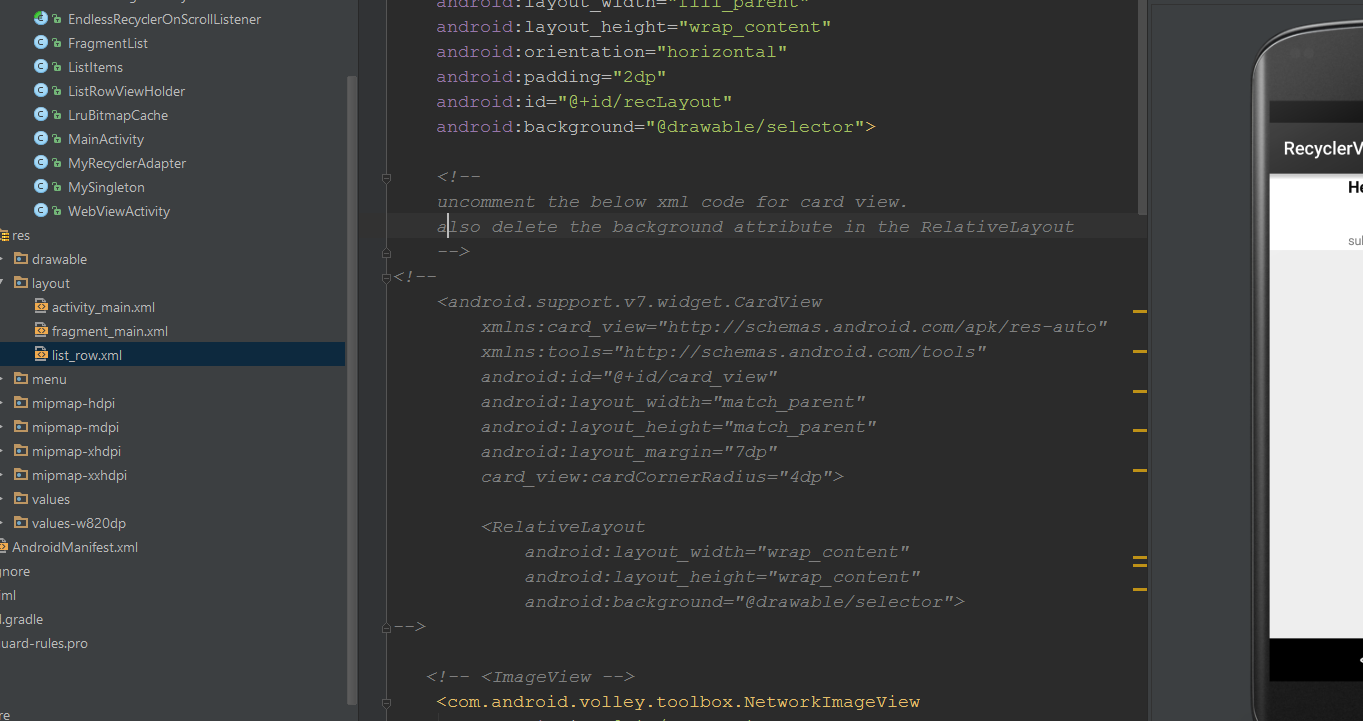 EndlessRecyclerOnScrollListener
FragmentList
ListItems
ListRowViewHolder
LruBitmapCache
MainActivity
MyRecyclerAdapter
MySingleton
WebViewActivity
res
drawable
layout
activity_main.xml
fragment_main.xml
list_row.xml
menu
mipmap-hdpi
mipmap-mdpi
mipmap-xhdpi
mipmap-xxhdpi
values
values-w820dp
AndroidManifest.xml
gnore
ml
.gradle
uard-rules.pro
re
android:layout_width="fill_parent"
android:layout_height="wrap_content"
android:orientation="horizontal"
android:padding="2dp"
android:id="@+id/recLayout"
android:background="@drawable/selector">
<!--
uncomment the below xml code for card view.
also delete the background attribute in the RelativeLayout
-->
<!--
<android.support.v7.widget.CardView
xmlns:card_view="http://schemas.android.com/apk/res-auto"
xmlns:tools="http://schemas.android.com/tools"
android:id="@+id/card_view"
android:layout_width="match_parent"
android:layout_height="match_parent"
android:layout_margin="7dp"
card_view:cardCornerRadius="4dp">
<RelativeLayout
android:layout_width="wrap_content"
android:layout_height="wrap_content"
android:background="@drawable/selector">
-->
<!-- <ImageView -->
<com.android.volley.toolbox.NetworkImageView
RecyclerV
He
sul